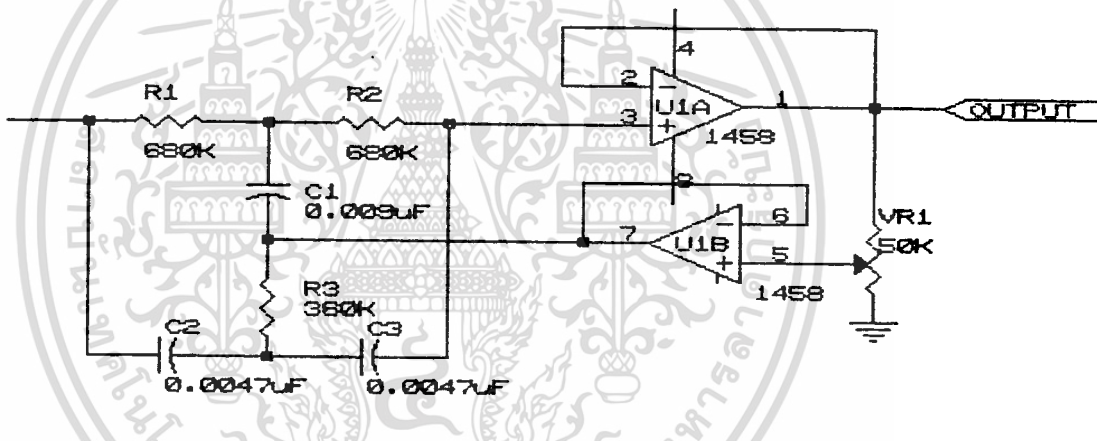 R1
680K
R2
680K
C1
0.009uF
R3
380K
C2
0.0047uF
C3
0.0047uF
4
2
3
U1A
1
1458
8
7
U1B
6
5
1458
VR1
50K
OUTPUT